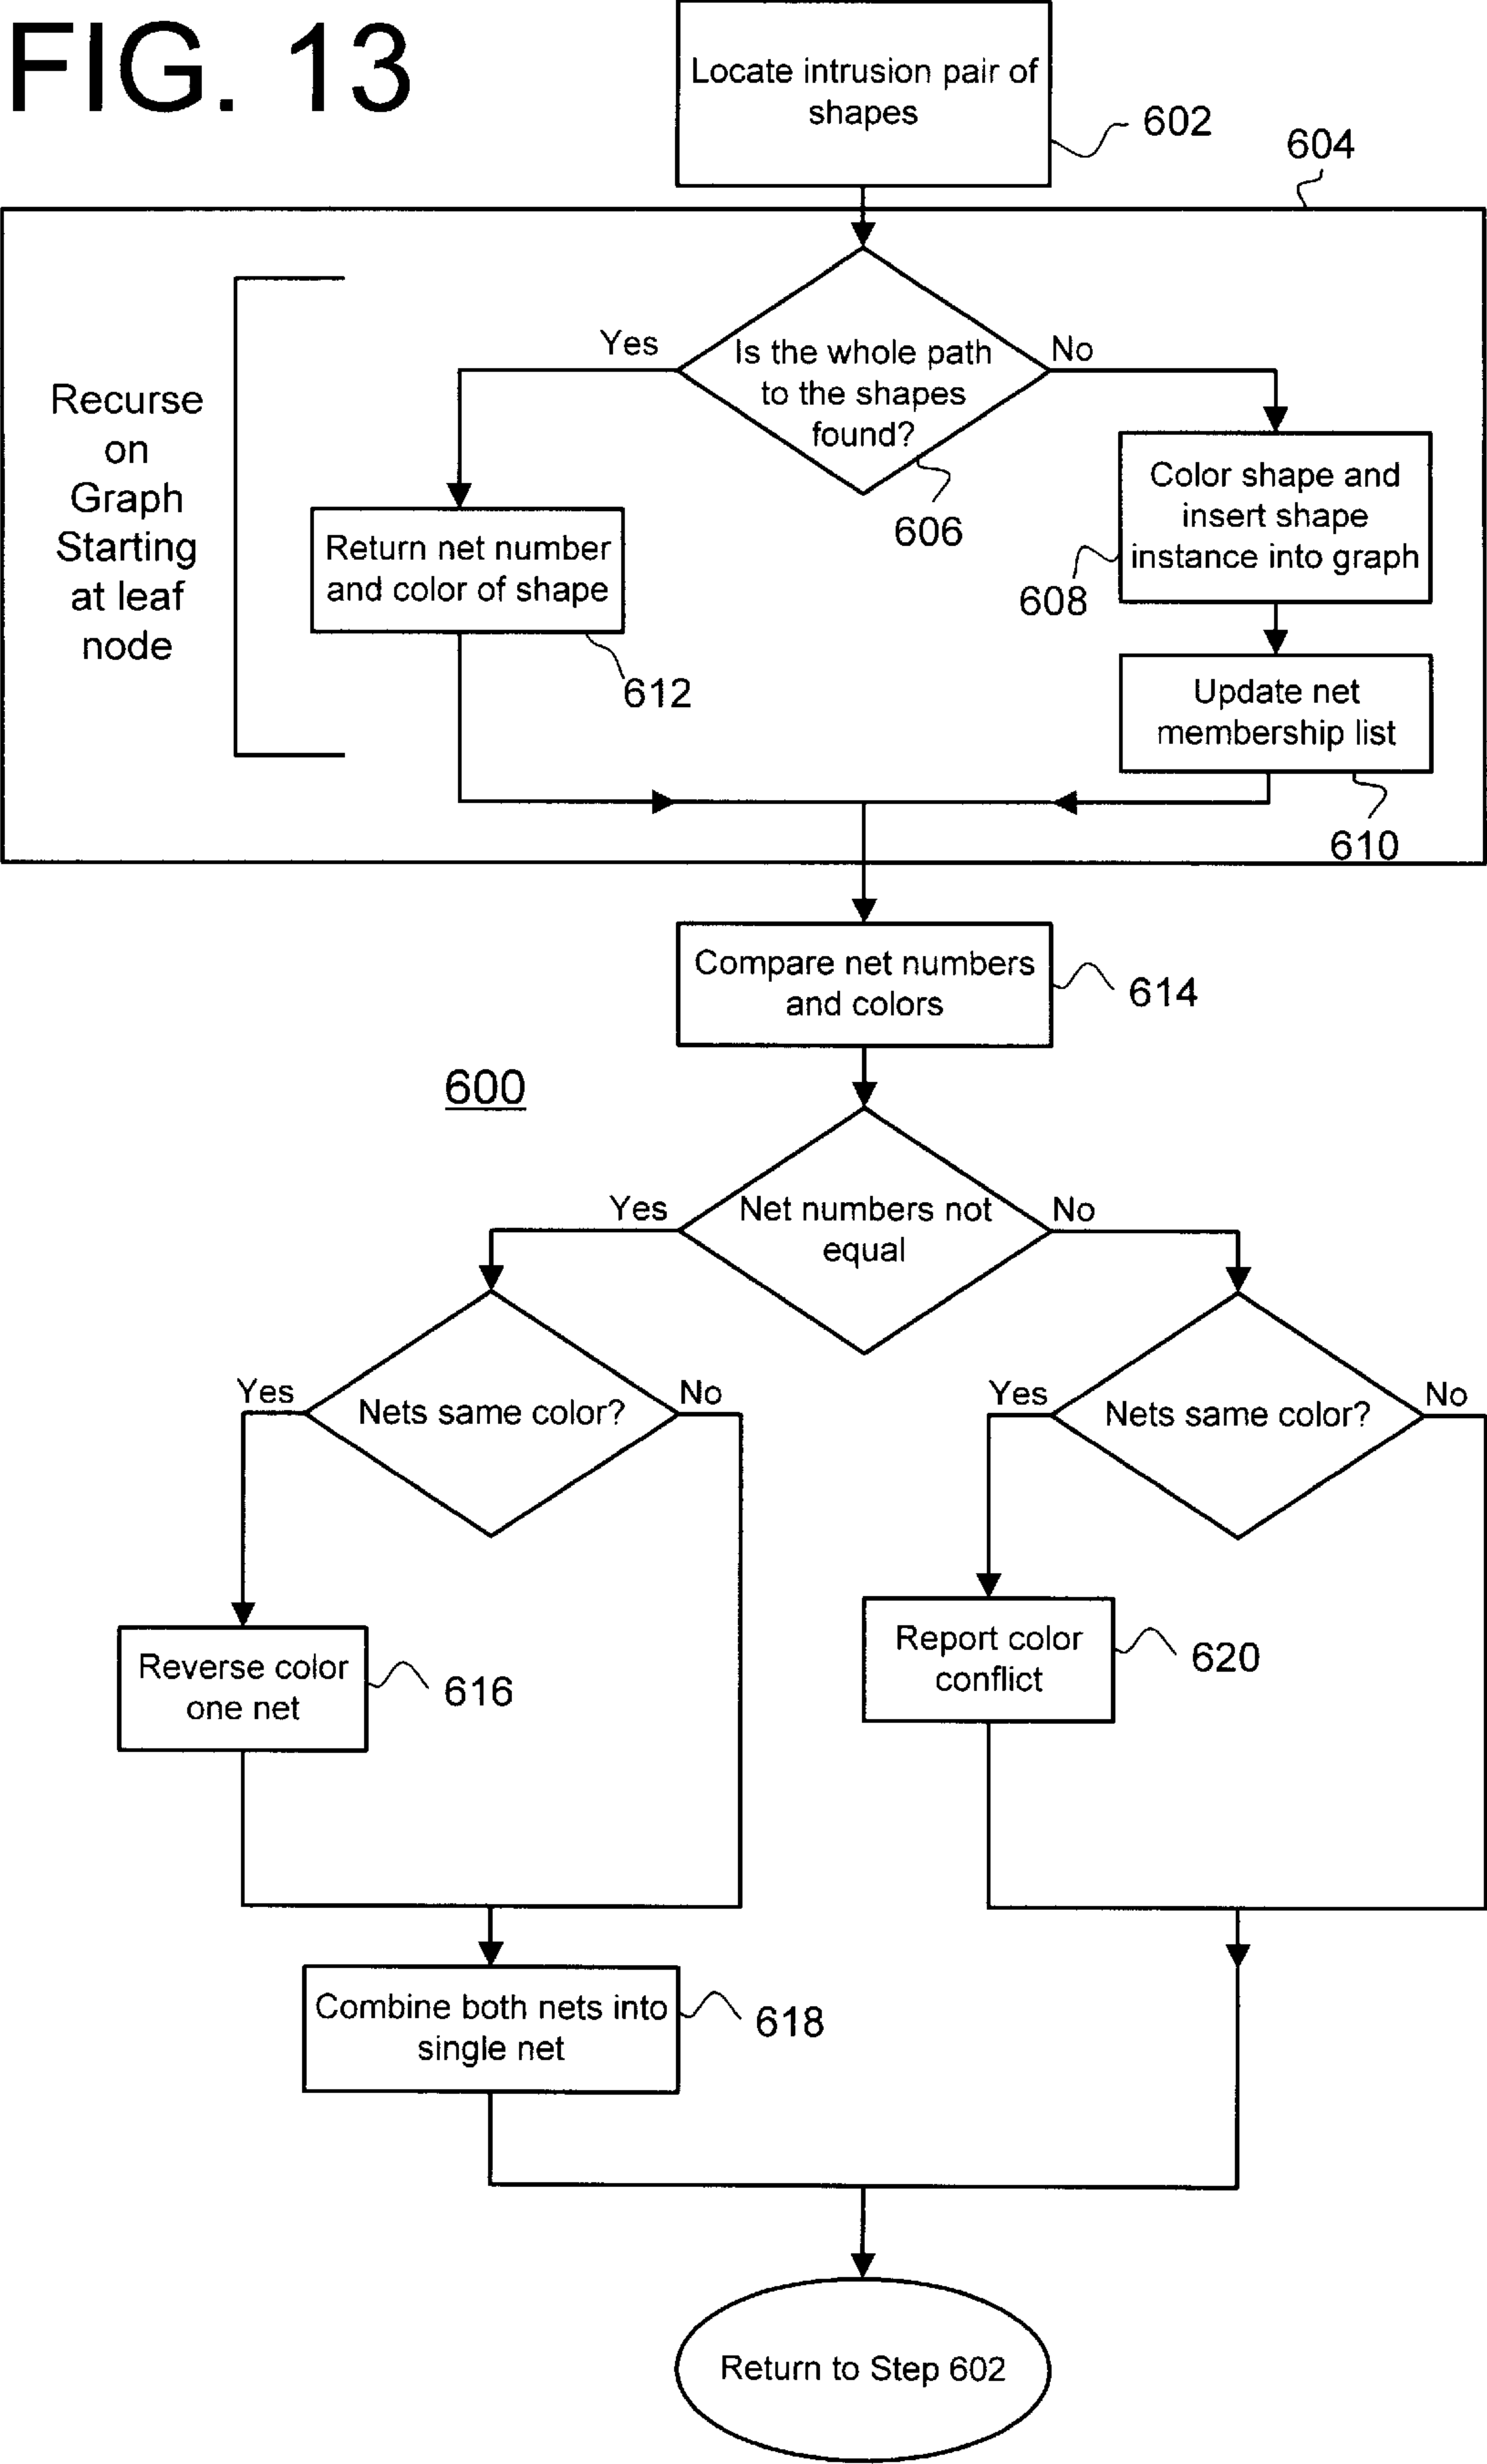 FIG. 13
Locate intrusion pair of
shapes
602
604
Recurse
on
Graph
Starting
at leaf
node
Yes
No
Is the whole path
to the shapes
found?
606
Return net number
and color of shape
612
Color shape and
insert shape
instance into graph
608
Update net
membership list
610
Compare net numbers
and colors
614
600
Yes
No
Net numbers not
equal
Yes
No
Nets same color?
Yes
No
Nets same color?
Reverse color
one net
616
Report color
conflict
620
Combine both nets into
single net
618
Return to Step 602